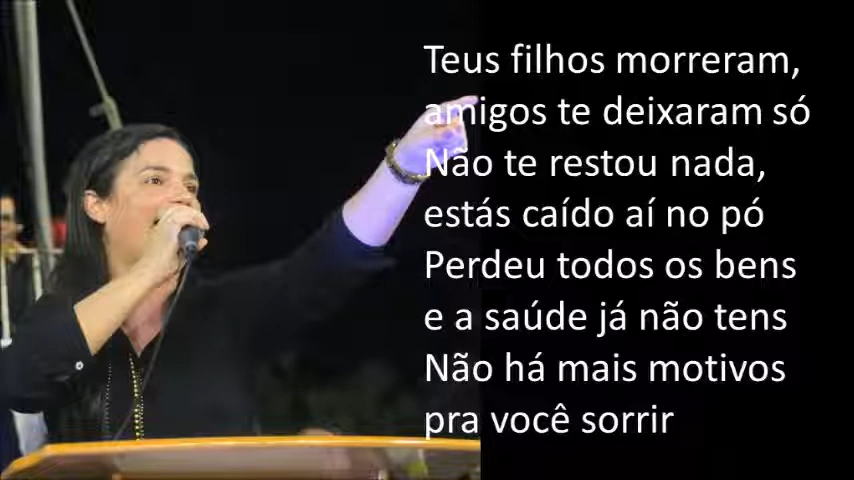 Teus filhos morreram,
amigos te deixaram só
Não te restou nada,
estás caído aí no pó
Perdeu todos os bens
e a saúde já não tens
Não há mais motivos
pra você sorrir